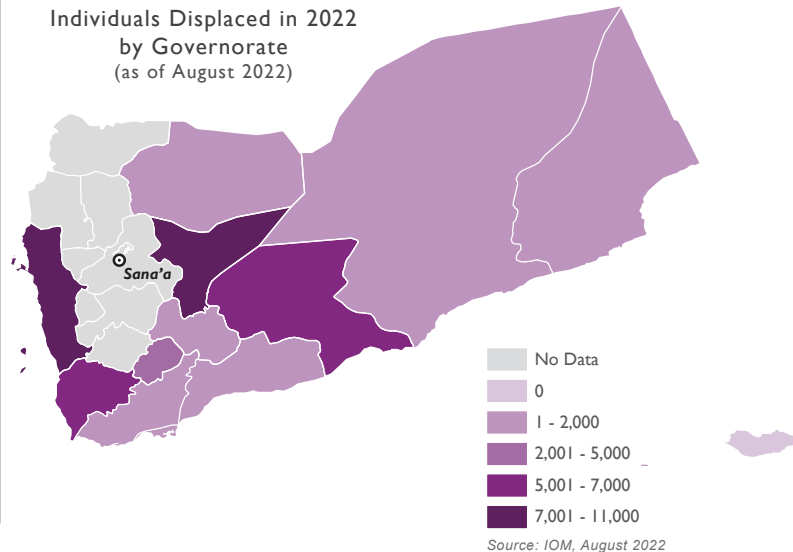 Individuals Displaced in 2022
by Governorate
(as of August 2022)
Sana'a
No Data
0
1 - 2,000
2,001 - 5,000
5,001 - 7,000
7,001 - 11,000
Source: IOM, August 2022